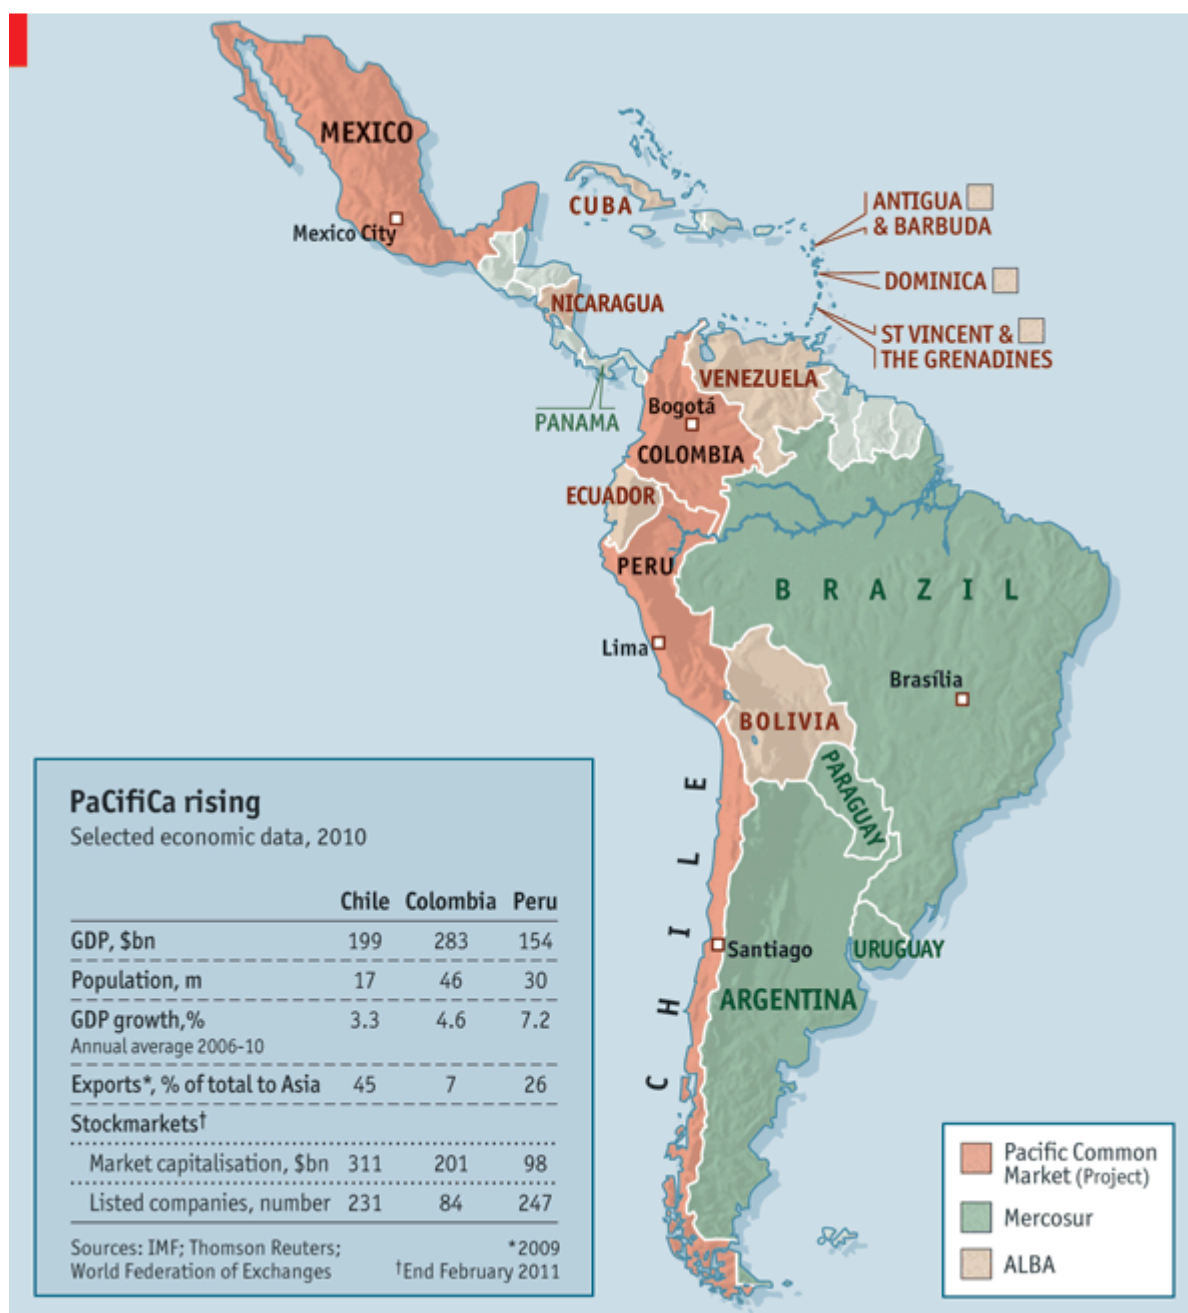 MEXICO
Mexico City
CUBA
ANTIGUA
& BARBUDA
DOMINICA
ST VINCENT &
THE GRENADINES
NICARAGUA
PANAMA
VENEZUELA
Bogotá
COLOMBIA
ECUADOR
PERU
Lima
BRAZIL
Brasília
BOLIVIA
PARAGUAY
CHILE
Santiago
URUGUAY
ARGENTINA
PaCifiCa rising
Selected economic data, 2010
Chile Colombia Peru
GDP, $bn 199 283 154
Population, m 17 46 30
GDP growth,% 3.3 4.6 7.2
Annual average 2006-10
Exports*, % of total to Asia 45 7 26
Stockmarkets†
Market capitalisation, $bn 311 201 98
Listed companies, number 231 84 247
Sources: IMF; Thomson Reuters; *2009
World Federation of Exchanges †End February 2011
Pacific Common
Market (Project)
Mercosur
ALBA